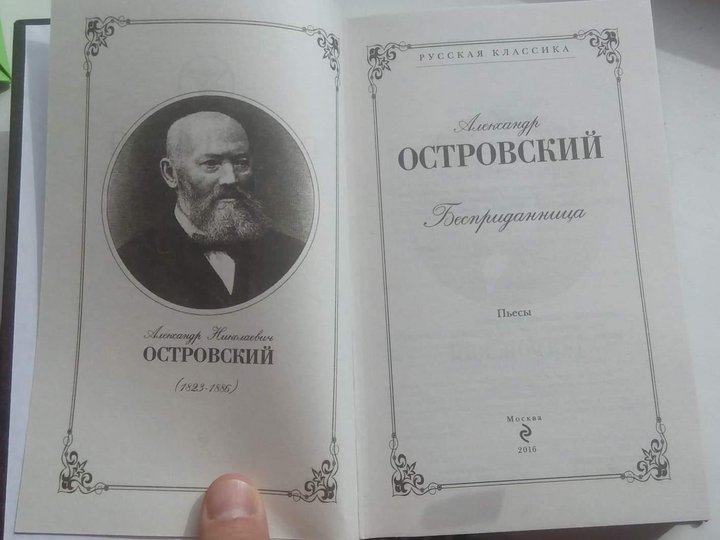 Александр Николаевич
ОСТРОВСКИЙ
(1823-1886)
РУССКАЯ КЛАССИКА
Александр
ОСТРОВСКИЙ
Бесприданница
Пьесы
Москва
2016